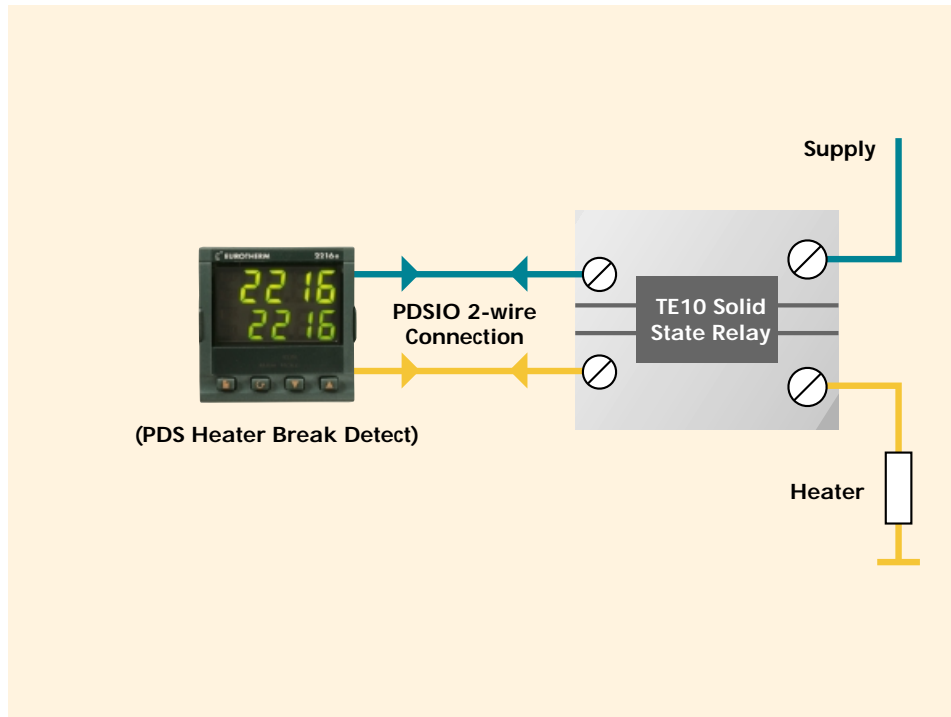 Supply
EUROTHERM 2216e
2216
2216
PDSIO 2-wire
Connection
TE10 Solid
State Relay
(PDS Heater Break Detect)
Heater